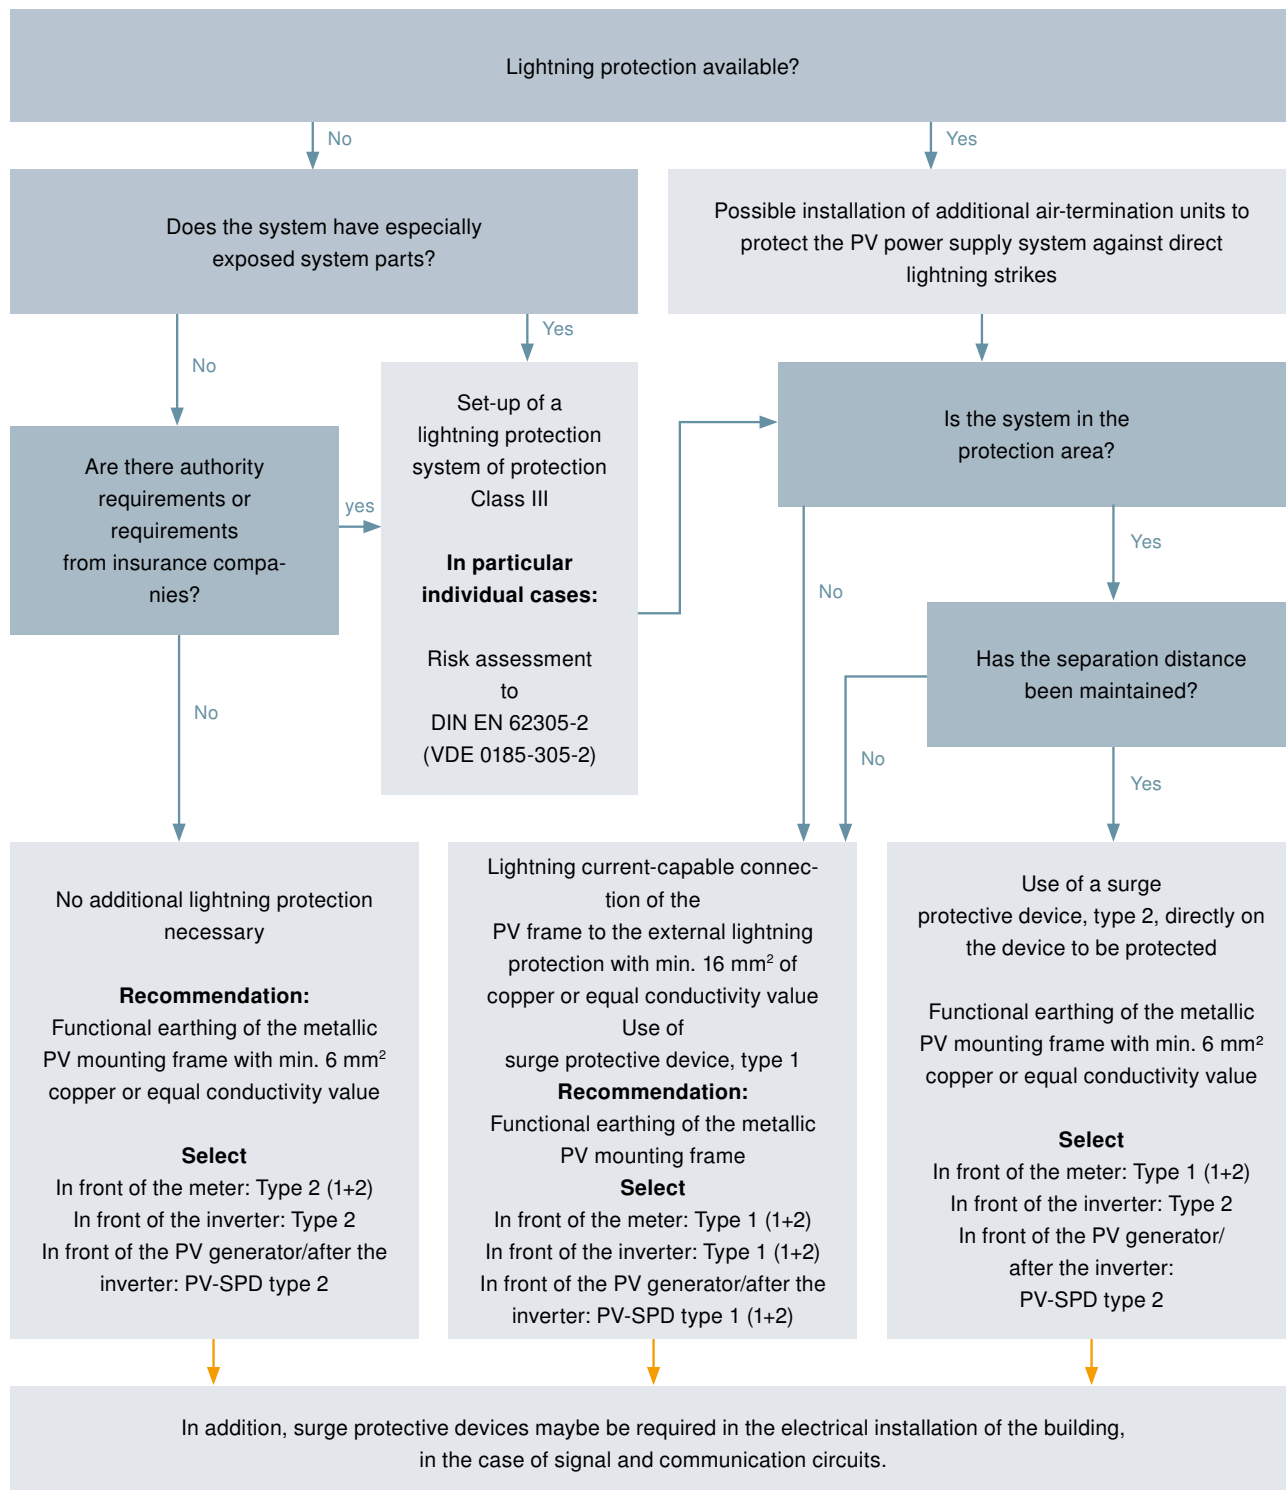 Lightning protection available?
No
Yes
Does the system have especially
exposed system parts?
Possible installation of additional air-termination units to
protect the PV power supply system against direct
lightning strikes
No
Yes
Are there authority
requirements or
requirements
from insurance compa-
nies?
yes
Set-up of a
lightning protection
system of protection
Class III
In particular
individual cases:
Risk assessment
to
DIN EN 62305-2
(VDE 0185-305-2)
Is the system in the
protection area?
No
Yes
Has the separation distance
been maintained?
No
No
Yes
No additional lightning protection
necessary
Recommendation:
Functional earthing of the metallic
PV mounting frame with min. 6 mm²
copper or equal conductivity value
Select
In front of the meter: Type 2 (1+2)
In front of the inverter: Type 2
In front of the PV generator/after the
inverter: PV-SPD type 2
Lightning current-capable connec-
tion of the
PV frame to the external lightning
protection with min. 16 mm² of
copper or equal conductivity value
Use of
surge protective device, type 1
Recommendation:
Functional earthing of the metallic
PV mounting frame
Select
In front of the meter: Type 1 (1+2)
In front of the inverter: Type 1 (1+2)
In front of the PV generator/after the
inverter: PV-SPD type 1 (1+2)
Use of a surge
protective device, type 2, directly on
the device to be protected
Functional earthing of the metallic
PV mounting frame with min. 6 mm²
copper or equal conductivity value
Select
In front of the meter: Type 1 (1+2)
In front of the inverter: Type 2
In front of the PV generator/
after the inverter:
PV-SPD type 2
In addition, surge protective devices maybe be required in the electrical installation of the building,
in the case of signal and communication circuits.